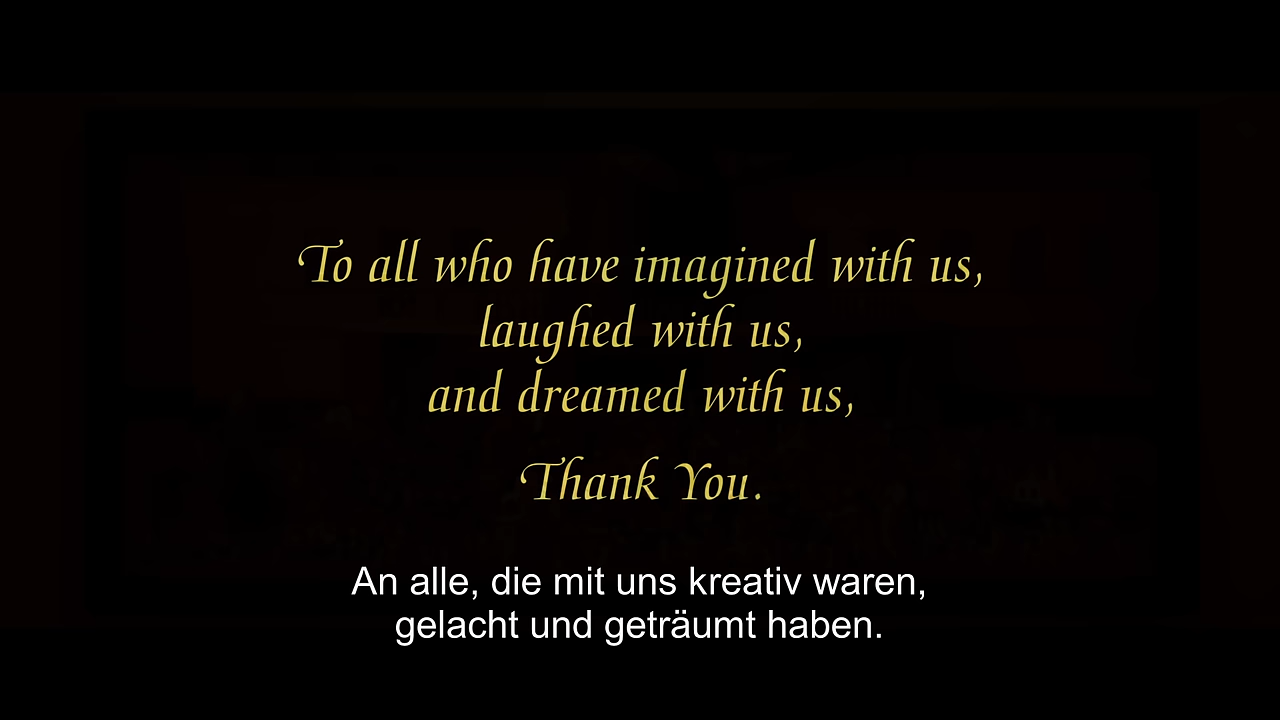 To all who have imagined with us,
laughed with us,
and dreamed with us,
Thank You.
An alle, die mit uns kreativ waren,
gelacht und geträumt haben.